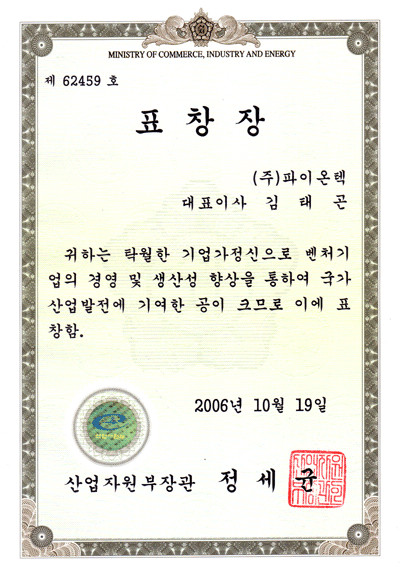 MINISTRY OF COMMERCE, INDUSTRY AND ENERGY
제 62459 호
표 창 장
(주)파이온텍
대표이사 김 태 곤
귀하는 탁월한 기업가정신으로 벤처기
업의 경영 및 생산성 향상을 통하여 국가
산업발전에 기여한 공이 크므로 이에 표
창함.
2006년 10월 19일
산업자원부장관 정 세 균